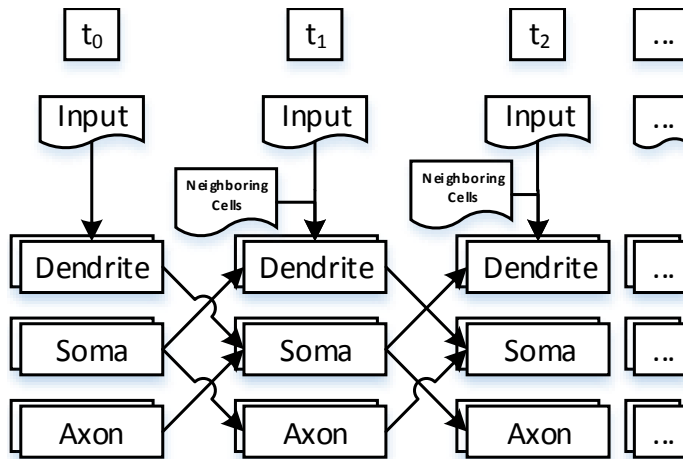 t₀ t₁ t₂ ...
Input Input Input ...
Neighboring
Cells
Neighboring
Cells
Dendrite Dendrite Dendrite ...
Soma Soma Soma ...
Axon Axon Axon ...